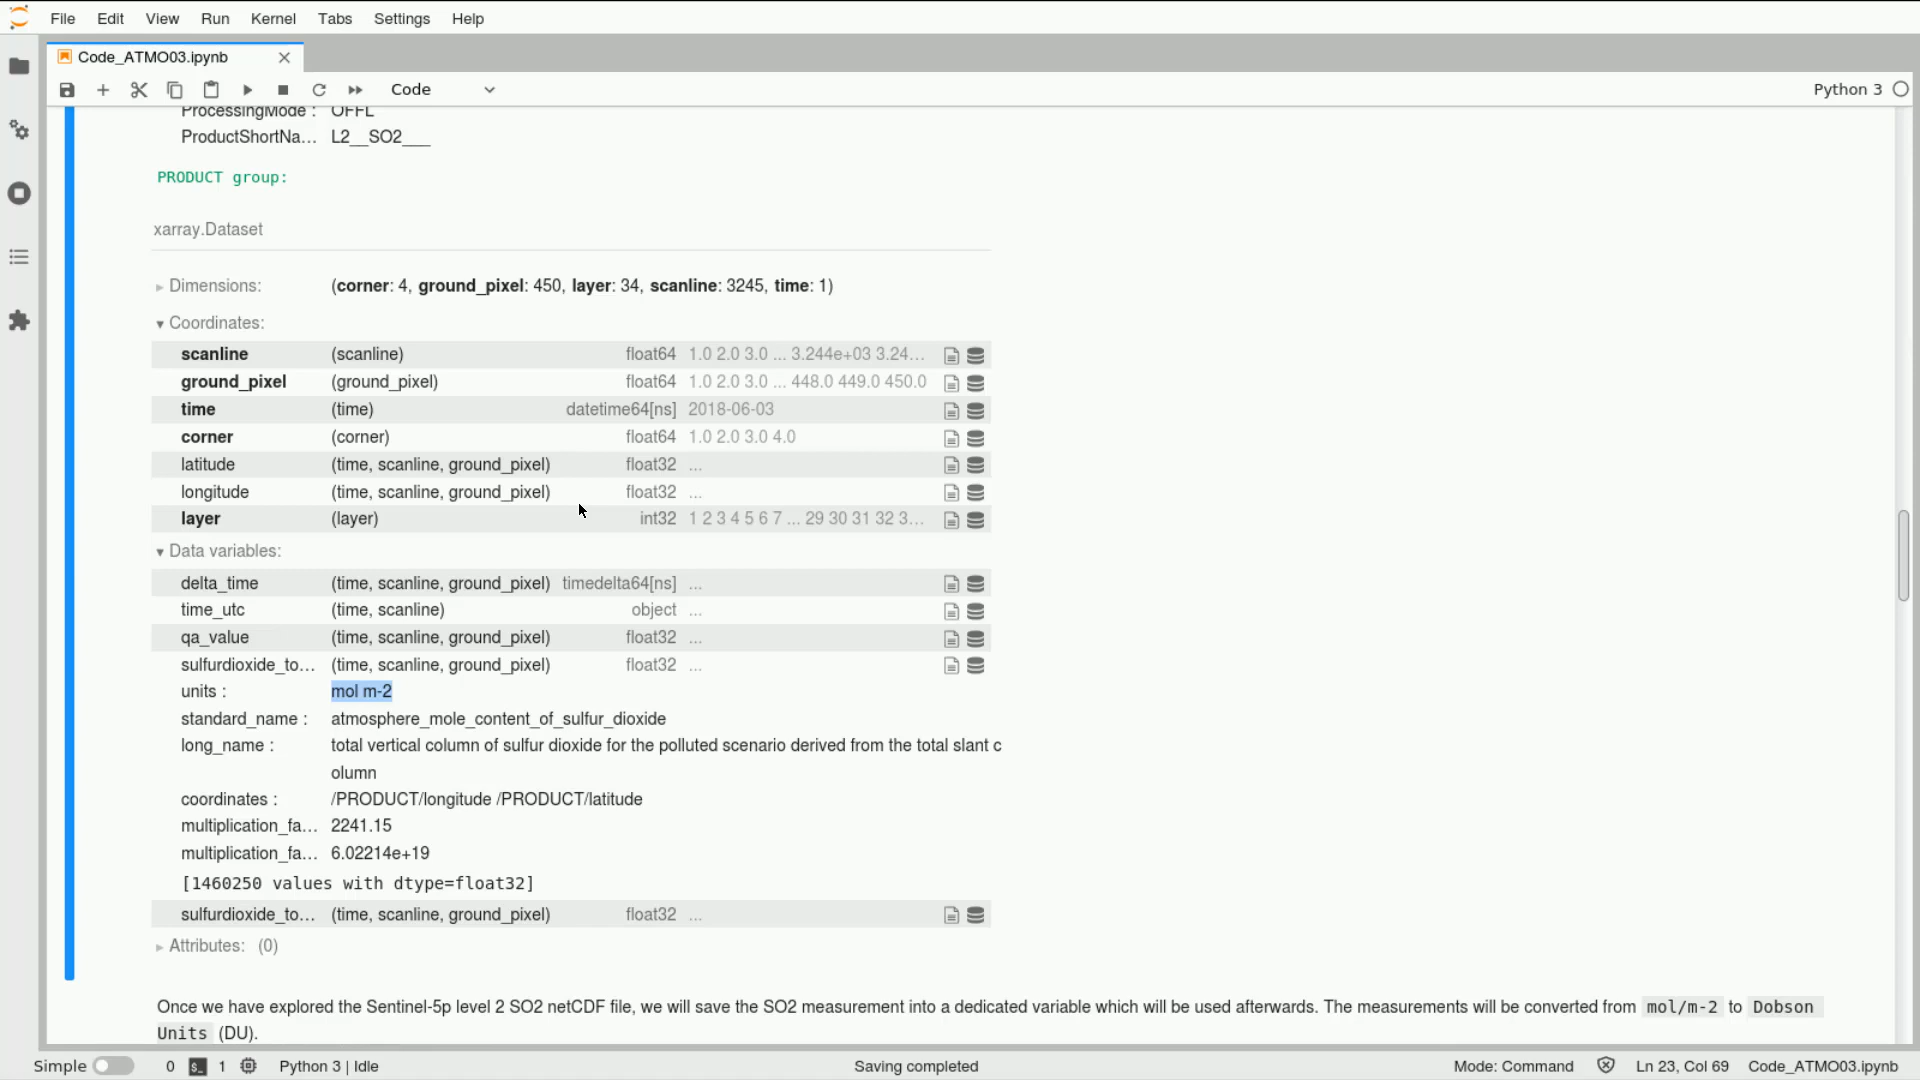 File Edit View Run Kernel Tabs Settings Help
Code_ATMO03.ipynb
Code Python 3
ProcessingMode : OFFL
ProductShortNa... L2__SO2___
PRODUCT group:
xarray.Dataset
Dimensions: (corner: 4, ground_pixel: 450, layer: 34, scanline: 3245, time: 1)
Coordinates:
scanline (scanline) float64 1.0 2.0 3.0 ... 3.244e+03 3.24...
ground_pixel (ground_pixel) float64 1.0 2.0 3.0 ... 448.0 449.0 450.0
time (time) datetime64[ns] 2018-06-03
corner (corner) float64 1.0 2.0 3.0 4.0
latitude (time, scanline, ground_pixel) float32 ...
longitude (time, scanline, ground_pixel) float32 ...
layer (layer) int32 1 2 3 4 5 6 7 ... 29 30 31 32 3...
Data variables:
delta_time (time, scanline, ground_pixel) timedelta64[ns] ...
time_utc (time, scanline) object ...
qa_value (time, scanline, ground_pixel) float32 ...
sulfurdioxide_to... (time, scanline, ground_pixel) float32 ...
units : mol m-2
standard_name : atmosphere_mole_content_of_sulfur_dioxide
long_name : total vertical column of sulfur dioxide for the polluted scenario derived from the total slant c
olumn
coordinates : /PRODUCT/longitude /PRODUCT/latitude
multiplication_fa... 2241.15
multiplication_fa... 6.02214e+19
[1460250 values with dtype=float32]
sulfurdioxide_to... (time, scanline, ground_pixel) float32 ...
Attributes: (0)
Once we have explored the Sentinel-5p level 2 SO2 netCDF file, we will save the SO2 measurement into a dedicated variable which will be used afterwards. The measurements will be converted from mol/m-2 to Dobson
Units (DU).
Simple 0 1 Python 3 | Idle Saving completed Mode: Command Ln 23, Col 69 Code_ATMO03.ipynb